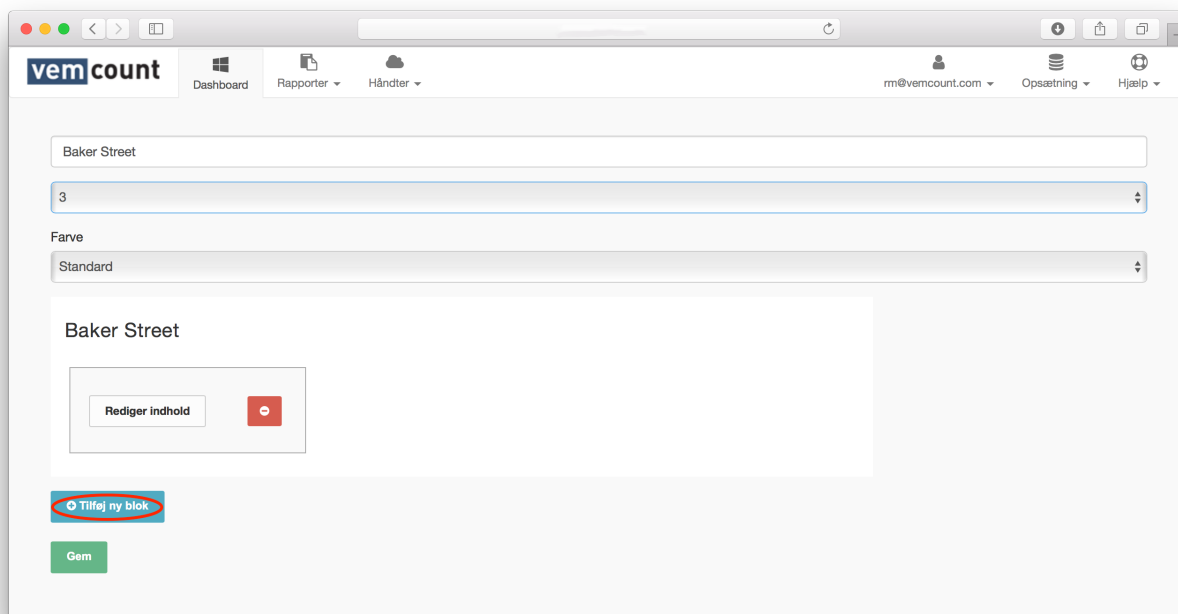 vemcount
Dashboard
Rapporter
Håndter
rm@vemcount.com
Opsætning
Hjælp
Baker Street
3
Farve
Standard
Baker Street
Rediger indhold
Tilføj ny blok
Gem